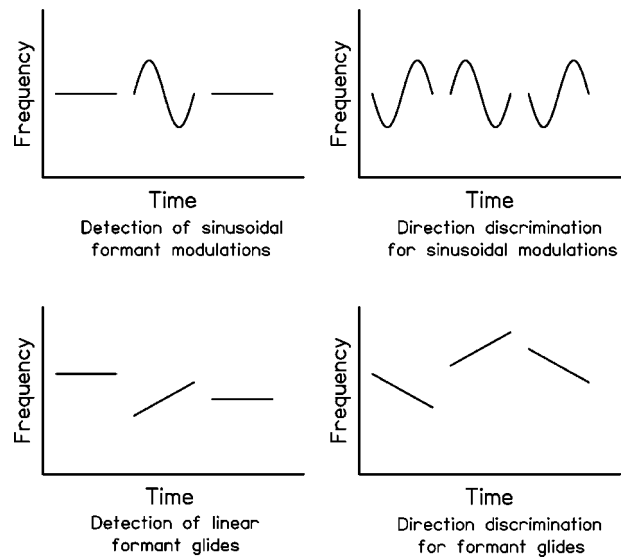 Frequency
Time
Detection of sinusoidal
formant modulations
Frequency
Time
Direction discrimination
for sinusoidal modulations
Frequency
Time
Detection of linear
formant glides
Frequency
Time
Direction discrimination
for formant glides